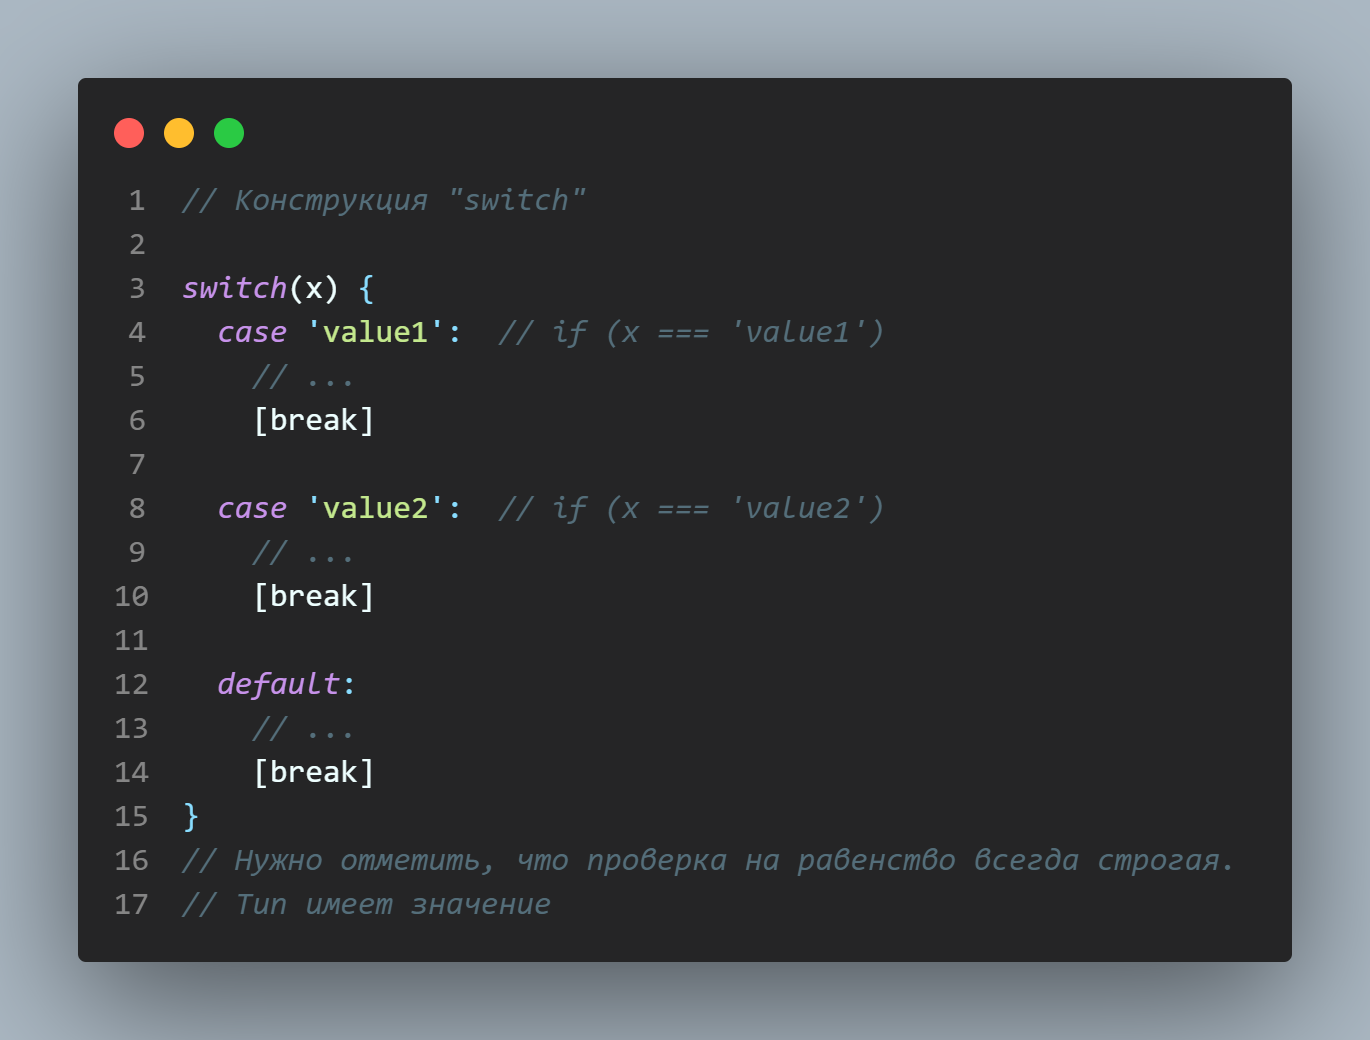 1 // Конструкция "switch"
2
3 switch(x) {
4   case 'value1':  // if (x === 'value1')
5     // ...
6     [break]
7
8   case 'value2':  // if (x === 'value2')
9     // ...
10     [break]
11
12   default:
13     // ...
14     [break]
15 }
16 // Нужно отметить, что проверка на равенство всегда строгая.
17 // Тип имеет значение